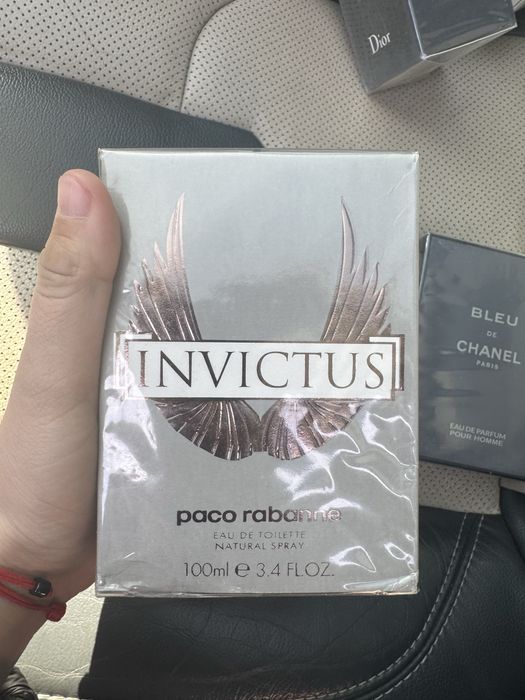 Dior
INVICTUS
paco rabanne
EAU DE TOILETTE
NATURAL SPRAY
100ml e 3.4 FL.OZ.
BLEU
DE
CHANEL
PARIS
EAU DE PARFUM
POUR HOMME